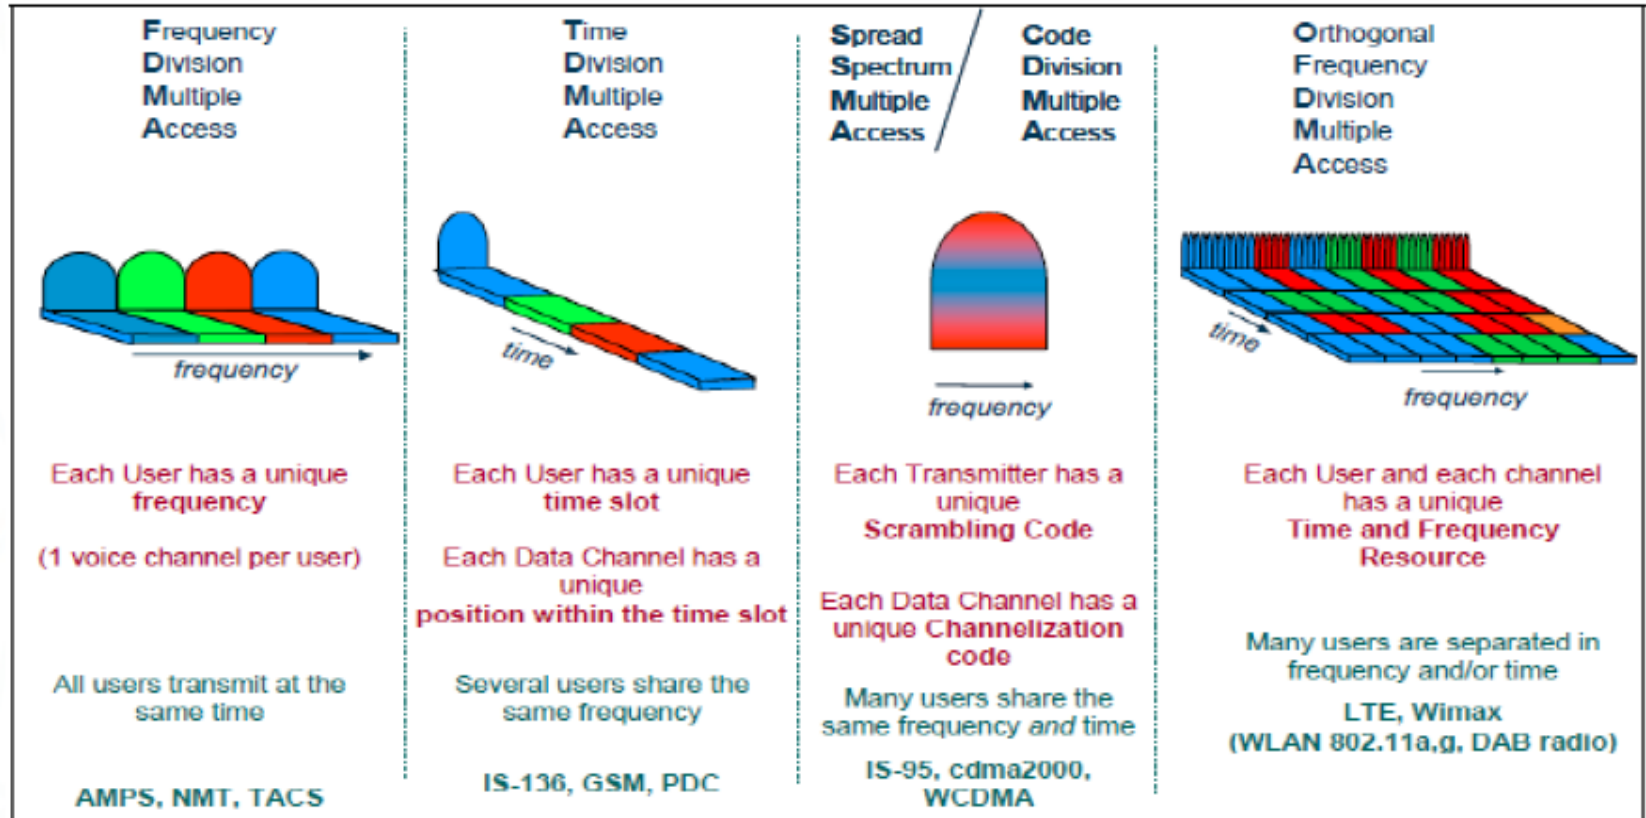 Frequency
Division
Multiple
Access
frequency
Each User has a unique
frequency
(1 voice channel per user)
All users transmit at the
same time
AMPS, NMT, TACS
Time
Division
Multiple
Access
time
Each User has a unique
time slot
Each Data Channel has a
unique
position within the time slot
Several users share the
same frequency
IS-136, GSM, PDC
Spread
Spectrum
Multiple
Access
/
Code
Division
Multiple
Access
frequency
Each Transmitter has a
unique
Scrambling Code
Each Data Channel has a
unique Channelization
code
Many users share the
same frequency and time
IS-95, cdma2000,
WCDMA
Orthogonal
Frequency
Division
Multiple
Access
time
frequency
Each User and each channel
has a unique
Time and Frequency
Resource
Many users are separated in
frequency and/or time
LTE, Wimax
(WLAN 802.11a,g, DAB radio)